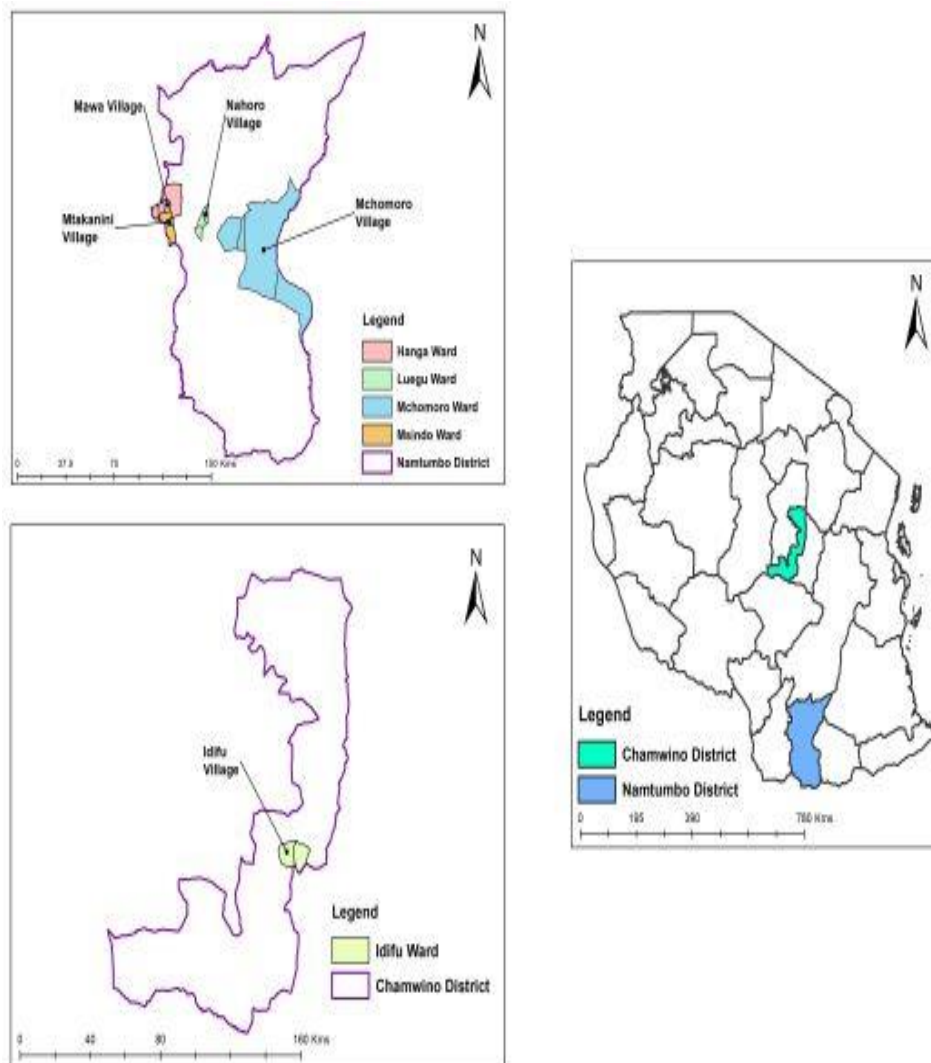 N
Mawa Village
Nahoro
Village
Mtakanini
Village
Mchomoro
Village
Legend
Hanga Ward
Luegu Ward
Mchomoro Ward
Msindo Ward
Namtumbo District
0 37.5 75 150 Kms
N
Idifu
Village
Legend
Idifu Ward
Chamwino District
0 40 80 160 Kms
N
Legend
Chamwino District
Namtumbo District
0 195 390 780 Kms